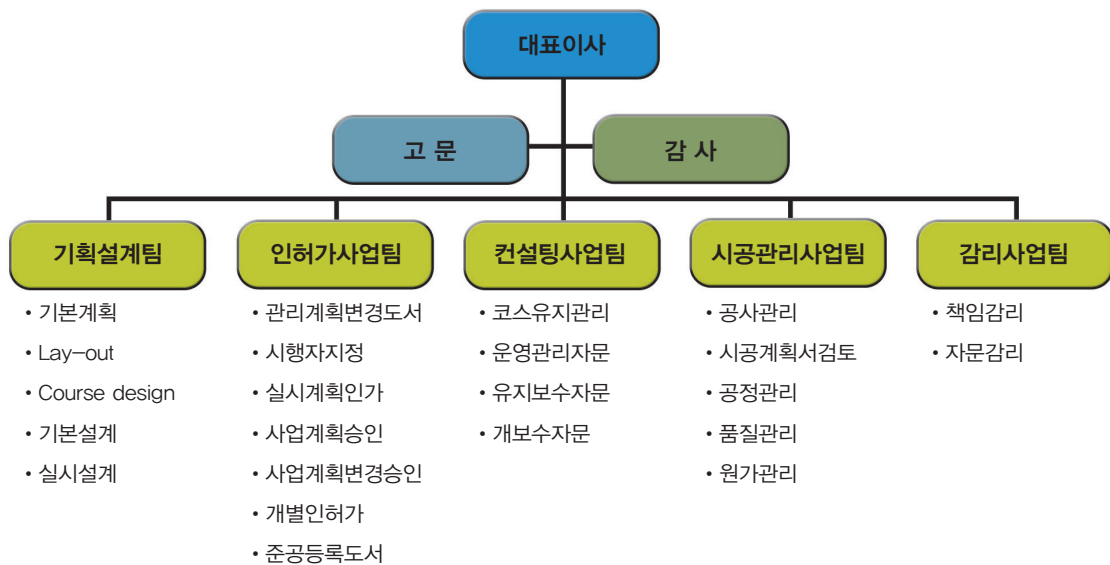 대표이사
고 문
감 사
기획설계팀
• 기본계획
• Lay-out
• Course design
• 기본설계
• 실시설계
인허가사업팀
• 관리계획변경도서
• 시행자지정
• 실시계획인가
• 사업계획승인
• 사업계획변경승인
• 개별인허가
• 준공등록도서
컨설팅사업팀
• 코스유지관리
• 운영관리자문
• 유지보수자문
• 개보수자문
시공관리사업팀
• 공사관리
• 시공계획서검토
• 공정관리
• 품질관리
• 원가관리
감리사업팀
• 책임감리
• 자문감리